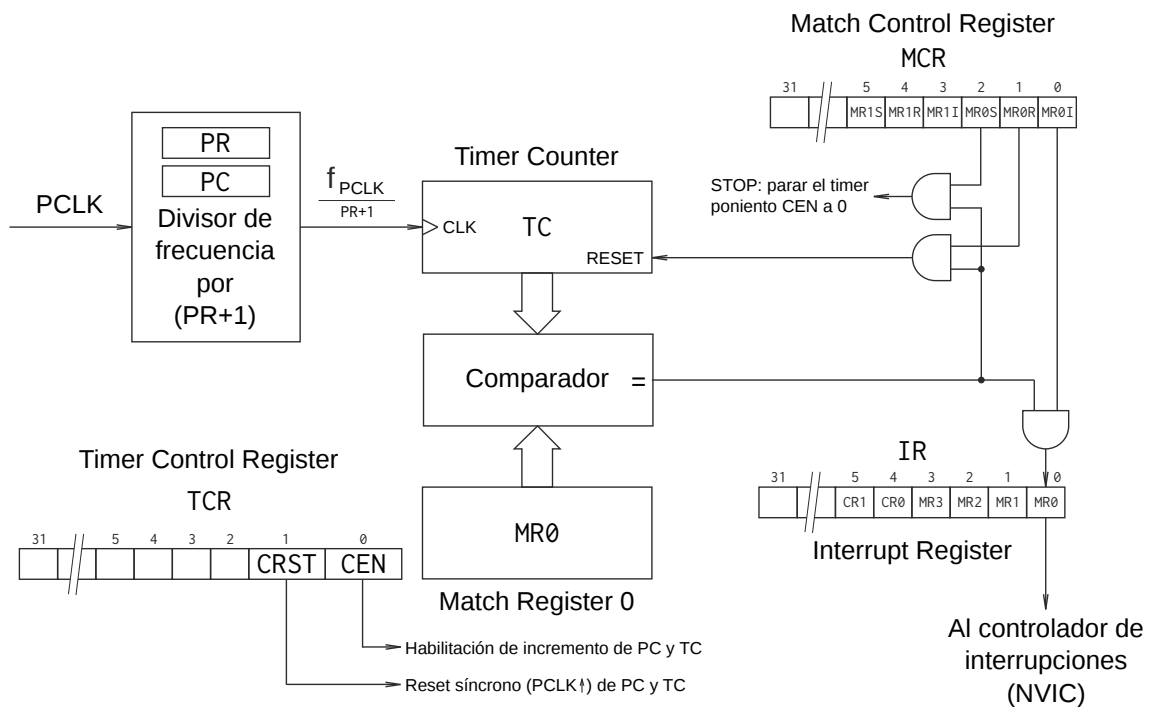 Match Control Register
MCR
31 5 4 3 2 1 0
MR1S MR1R MR1I MR0S MR0R MR0I
PR
PC
Divisor de
frecuencia
por
(PR+1)
PCLK
f PCLK
PR+1
Timer Counter
CLK
TC
RESET
STOP: parar el timer
poniento CEN a 0
Comparador =
Timer Control Register
TCR
31 5 4 3 2 1 0
CRST CEN
MR0
Match Register 0
IR
31 5 4 3 2 1 0
CR1 CR0 MR3 MR2 MR1 MR0
Interrupt Register
Habilitación de incremento de PC y TC
Reset síncrono (PCLK↑) de PC y TC
Al controlador de
interrupciones
(NVIC)